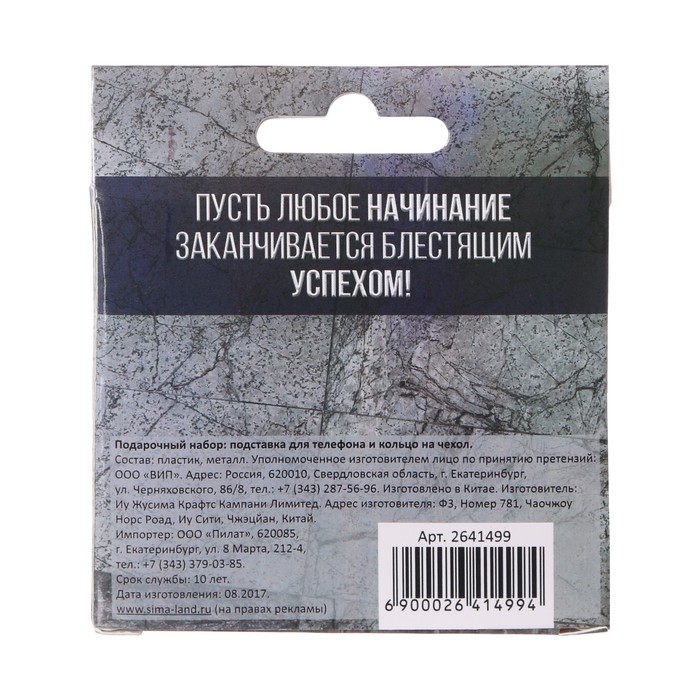 ПУСТЬ ЛЮБОЕ НАЧИНАНИЕ
ЗАКАНЧИВАЕТСЯ БЛЕСТЯЩИМ
УСПЕХОМ!
Подарочный набор: подставка для телефона и кольцо на чехол.
Состав: пластик, металл. Уполномоченное изготовителем лицо по принятию претензий:
ООО «ВИП». Адрес: Россия, 620010, Свердловская область, г. Екатеринбург,
ул. Черняховского, 86/8, тел.: +7 (343) 287-56-96. Изготовлено в Китае. Изготовитель:
Иу Жусима Крафтс Кампани Лимитед. Адрес изготовителя: ФЗ, Номер 781, Чаочжоу
Норс Роад, Иу Сити, Чжэцйан, Китай.
Импортер: ООО «Пилат», 620085,
г. Екатеринбург, ул. 8 Марта, 212-4,
тел.: +7 (343) 379-03-85.
Срок службы: 10 лет.
Дата изготовления: 08.2017.
www.sima-land.ru (на правах рекламы)
Арт. 2641499
6 900026 414994